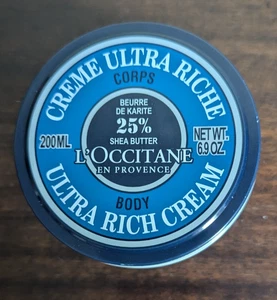 CREME ULTRA RICHE
CORPS
BEURRE
DE KARITE
25%
SHEA BUTTER
200ML
NET WT.
6.9 OZ.
L'OCCITANE
EN PROVENCE
BODY
ULTRA RICH CREAM